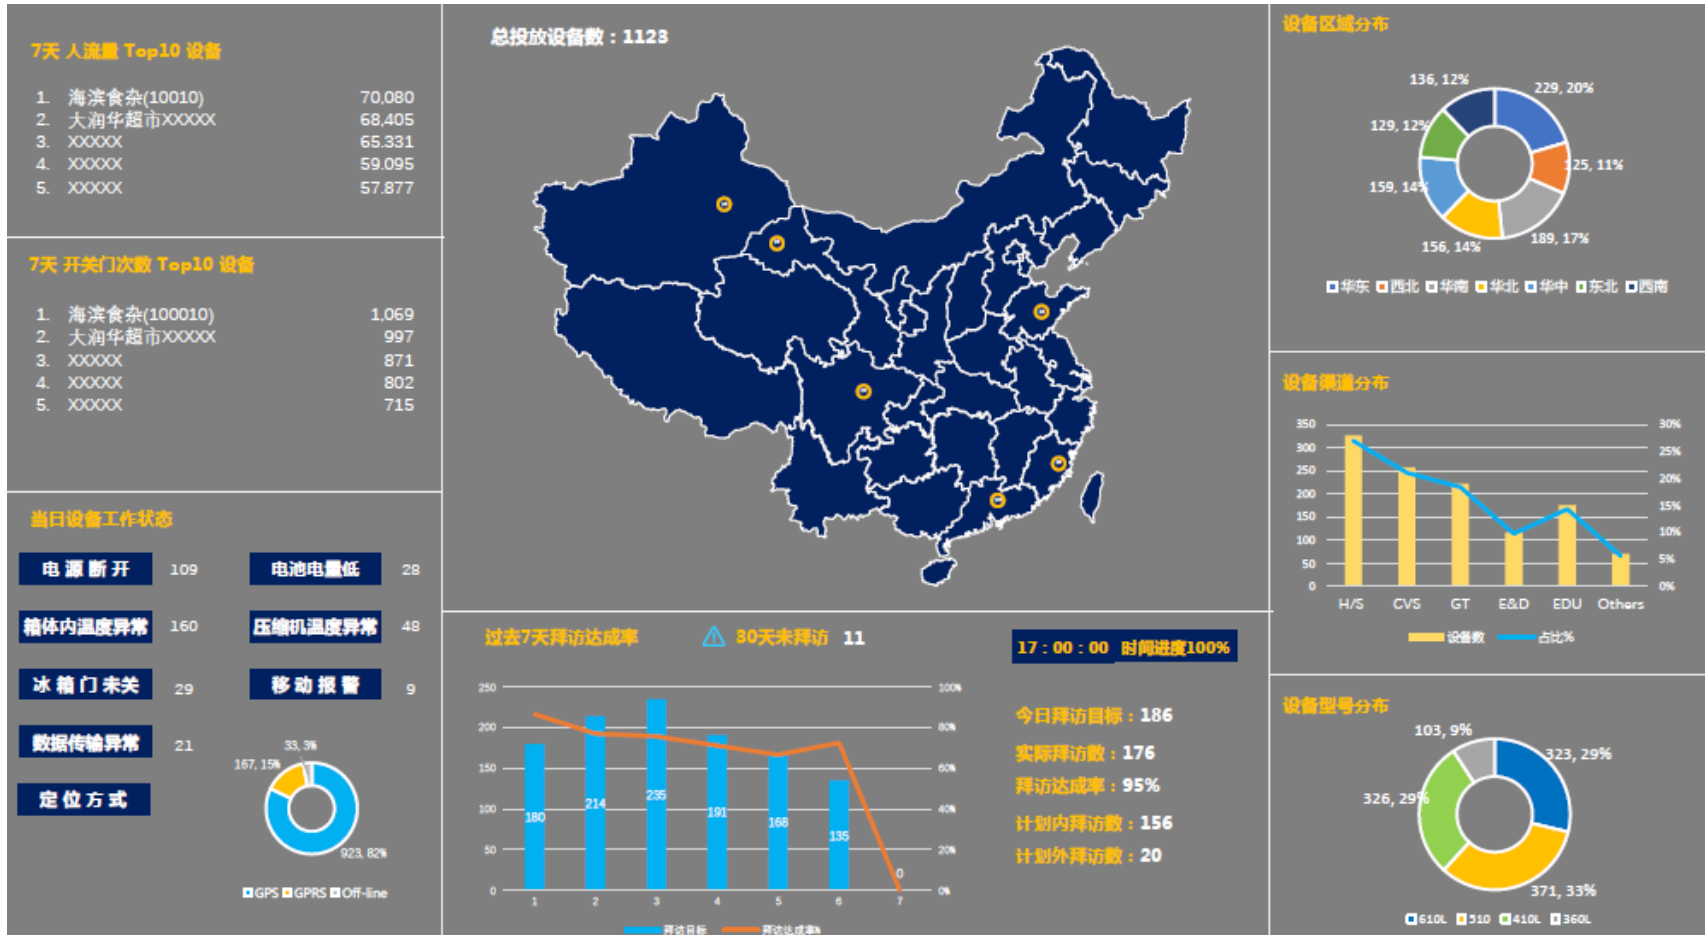 7天 人流量 Top10 设备
1. 海滨食杂(10010) 70,080
2. 大润华超市XXXXX 68,405
3. XXXXX 65.331
4. XXXXX 59.095
5. XXXXX 57.877
7天 开关门次数 Top10 设备
1. 海滨食杂(100010) 1,069
2. 大润华超市XXXXX 997
3. XXXXX 871
4. XXXXX 802
5. XXXXX 715
当日设备工作状态
电源断开 109 电池电量低 28
箱体内温度异常 160 压缩机温度异常 48
冰箱门未关 29 移动报警 9
数据传输异常 21
定位方式
33, 3%
167, 15%
923, 82%
GPS GPRS Off-line
总投放设备数：1123
过去7天拜访达成率 30天未拜访 11
250 100%
200 80%
150 60%
100 40%
50 20%
0 0%
180 214 235 191 168 135 0
1 2 3 4 5 6 7
拜访目标 拜访达成率%
17：00：00 时间进度100%
今日拜访目标：186
实际拜访数：176
拜访达成率：95%
计划内拜访数：156
计划外拜访数：20
设备区域分布
136, 12% 229, 20%
129, 12% 125, 11%
159, 14%
156, 14% 189, 17%
华东 西北 华南 华北 华中 东北 西南
设备渠道分布
350 30%
300 25%
250 20%
200 15%
150 10%
100 5%
50 0%
0
H/S CVS GT E&D EDU Others
设备数 占比%
设备型号分布
103, 9% 323, 29%
326, 29%
371, 33%
610L 510 410L 360L